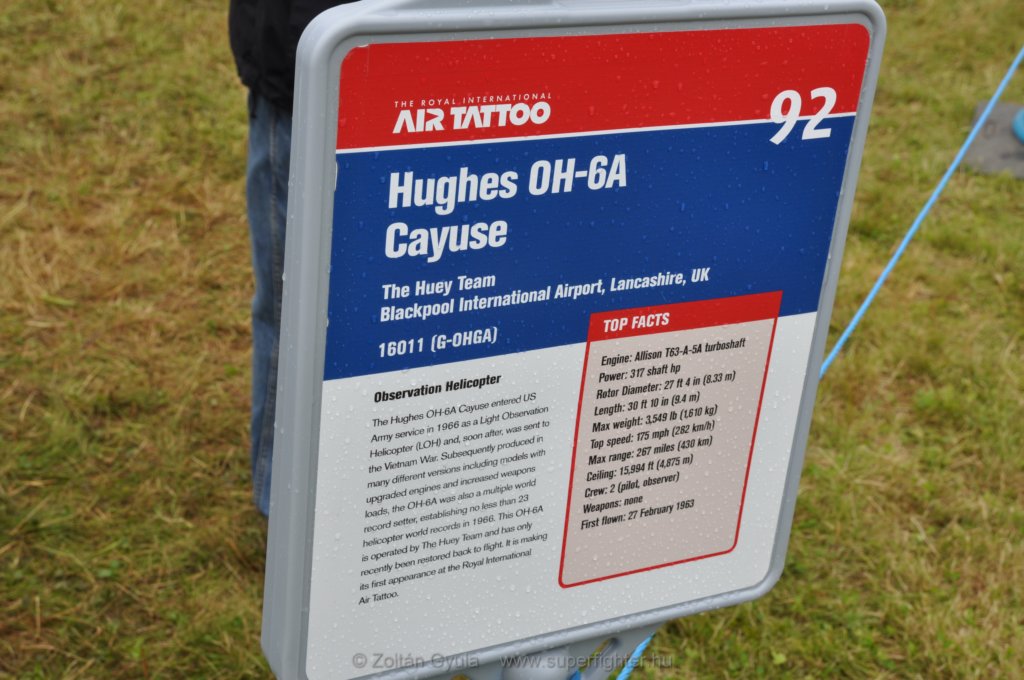 THE ROYAL INTERNATIONAL
AIR TATTOO
92
Hughes OH-6A
Cayuse
The Huey Team
Blackpool International Airport, Lancashire, UK
16011 (G-OHGA)
Observation Helicopter
The Hughes OH-6A Cayuse entered US
Army service in 1966 as a Light Observation
Helicopter (LOH) and, soon after, was sent to
the Vietnam War. Subsequently produced in
many different versions including models with
upgraded engines and increased weapons
loads, the OH-6A was also a multiple world
record setter, establishing no less than 23
helicopter world records in 1966. This OH-6A
is operated by The Huey Team and has only
recently been restored back to flight. It is making
its first appearance at the Royal International
Air Tattoo.
TOP FACTS
Engine: Allison T63-A-5A turboshaft
Power: 317 shaft hp
Rotor Diameter: 27 ft 4 in (8.33 m)
Length: 30 ft 10 in (9.4 m)
Max weight: 3,549 lb (1,610 kg)
Top speed: 175 mph (282 km/h)
Max range: 267 miles (430 km)
Ceiling: 15,994 ft (4,875 m)
Crew: 2 (pilot, observer)
Weapons: none
First flown: 27 February 1963
© Zoltán Gyula www.superfighter.hu